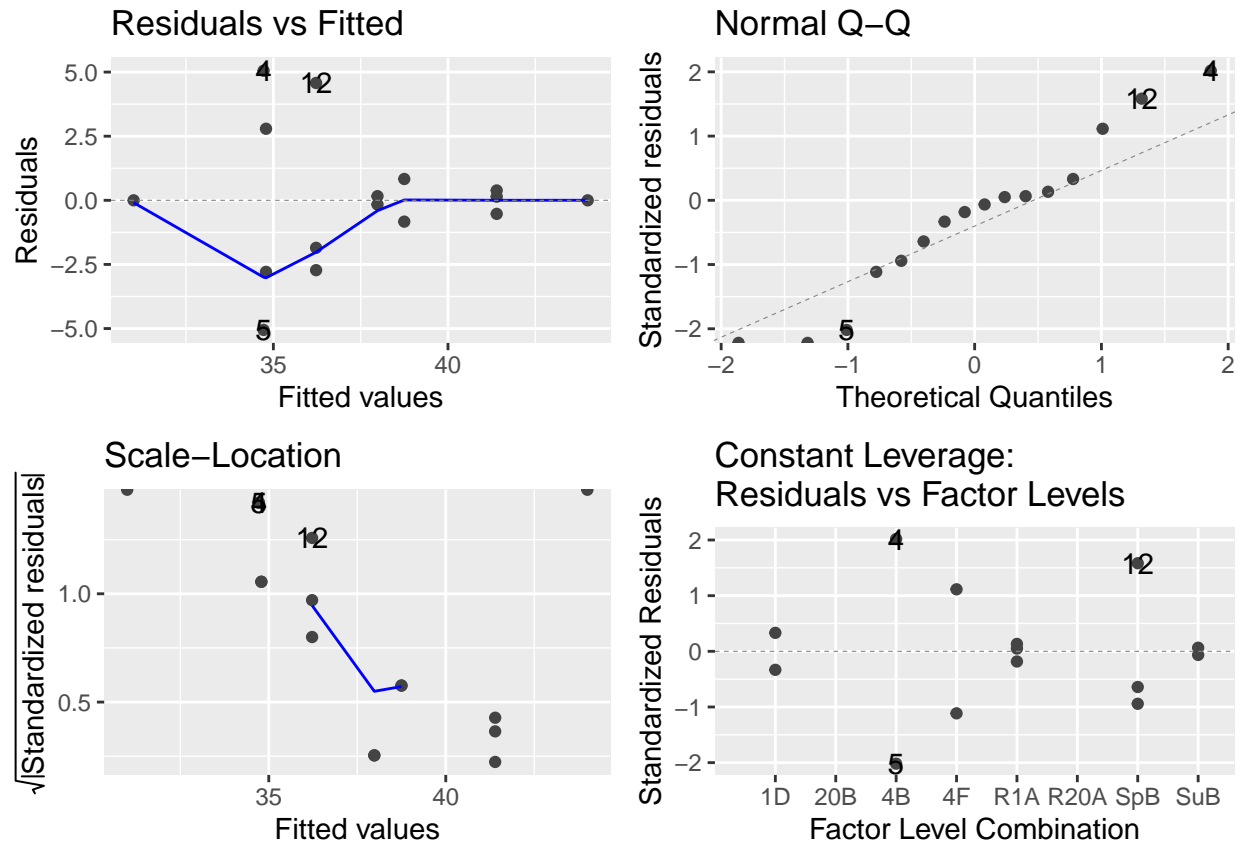 Residuals vs Fitted
5.0
2.5
0.0
−2.5
−5.0
Residuals
4
12
5
35
40
Fitted values
Normal Q−Q
2
1
0
−1
−2
Standardized residuals
4
12
5
−2
−1
0
1
2
Theoretical Quantiles
Scale−Location
1.0
0.5
√|Standardized residuals|
4
5
12
35
40
Fitted values
Constant Leverage:
Residuals vs Factor Levels
2
1
0
−1
−2
Standardized Residuals
4
12
5
1D
20B
4B
4F
R1A
R20A
SpB
SuB
Factor Level Combination